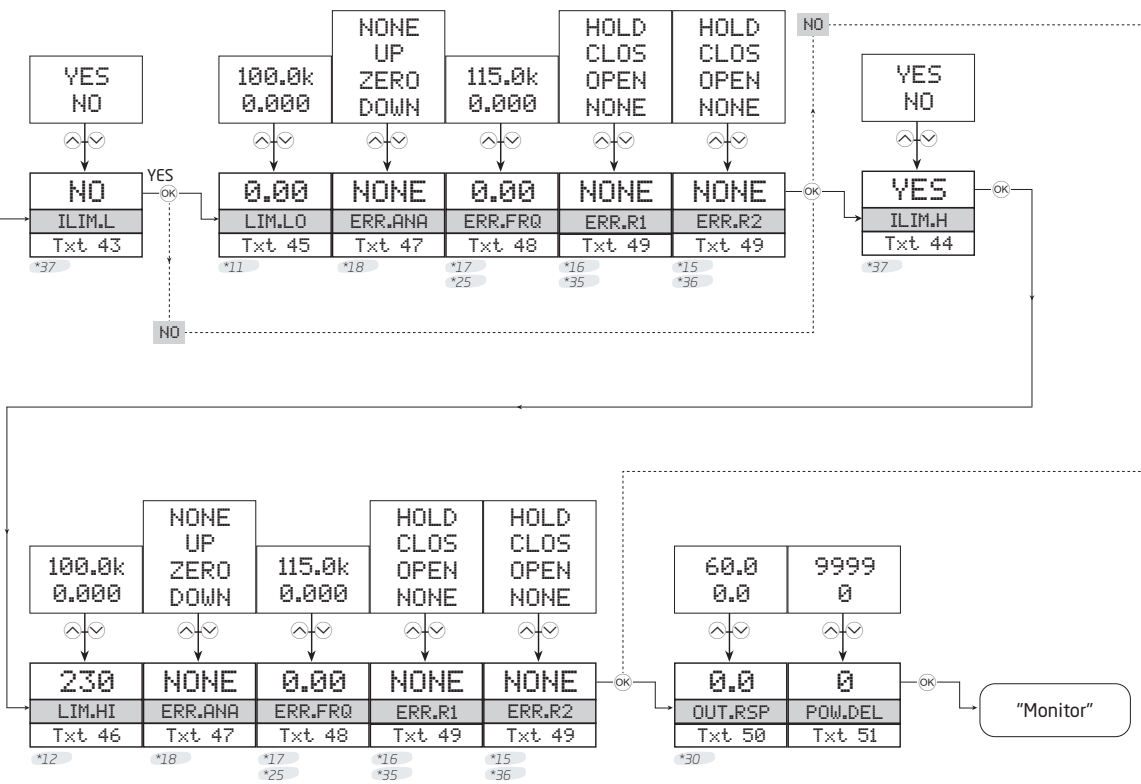 YES
NO
NO
ILIM.L
Txt 43
*37
YES
OK
NO
100.0k
0.000
0.00
LIM.LO
Txt 45
*11
NONE
UP
ZERO
DOWN
NONE
ERR.ANA
Txt 47
*18
115.0k
0.000
0.00
ERR.FRQ
Txt 48
*17
*25
HOLD
CLOS
OPEN
NONE
NONE
ERR.R1
Txt 49
*16
*35
HOLD
CLOS
OPEN
NONE
NONE
ERR.R2
Txt 49
*15
*36
OK
NO
YES
NO
YES
ILIM.H
Txt 44
*37
OK
100.0k
0.000
230
LIM.HI
Txt 46
*12
NONE
UP
ZERO
DOWN
NONE
ERR.ANA
Txt 47
*18
115.0k
0.000
0.00
ERR.FRQ
Txt 48
*17
*25
HOLD
CLOS
OPEN
NONE
NONE
ERR.R1
Txt 49
*16
*35
HOLD
CLOS
OPEN
NONE
NONE
ERR.R2
Txt 49
*15
*36
OK
60.0
0.0
0.0
OUT.RSP
Txt 50
*30
9999
0
0
POW.DEL
Txt 51
OK
"Monitor"